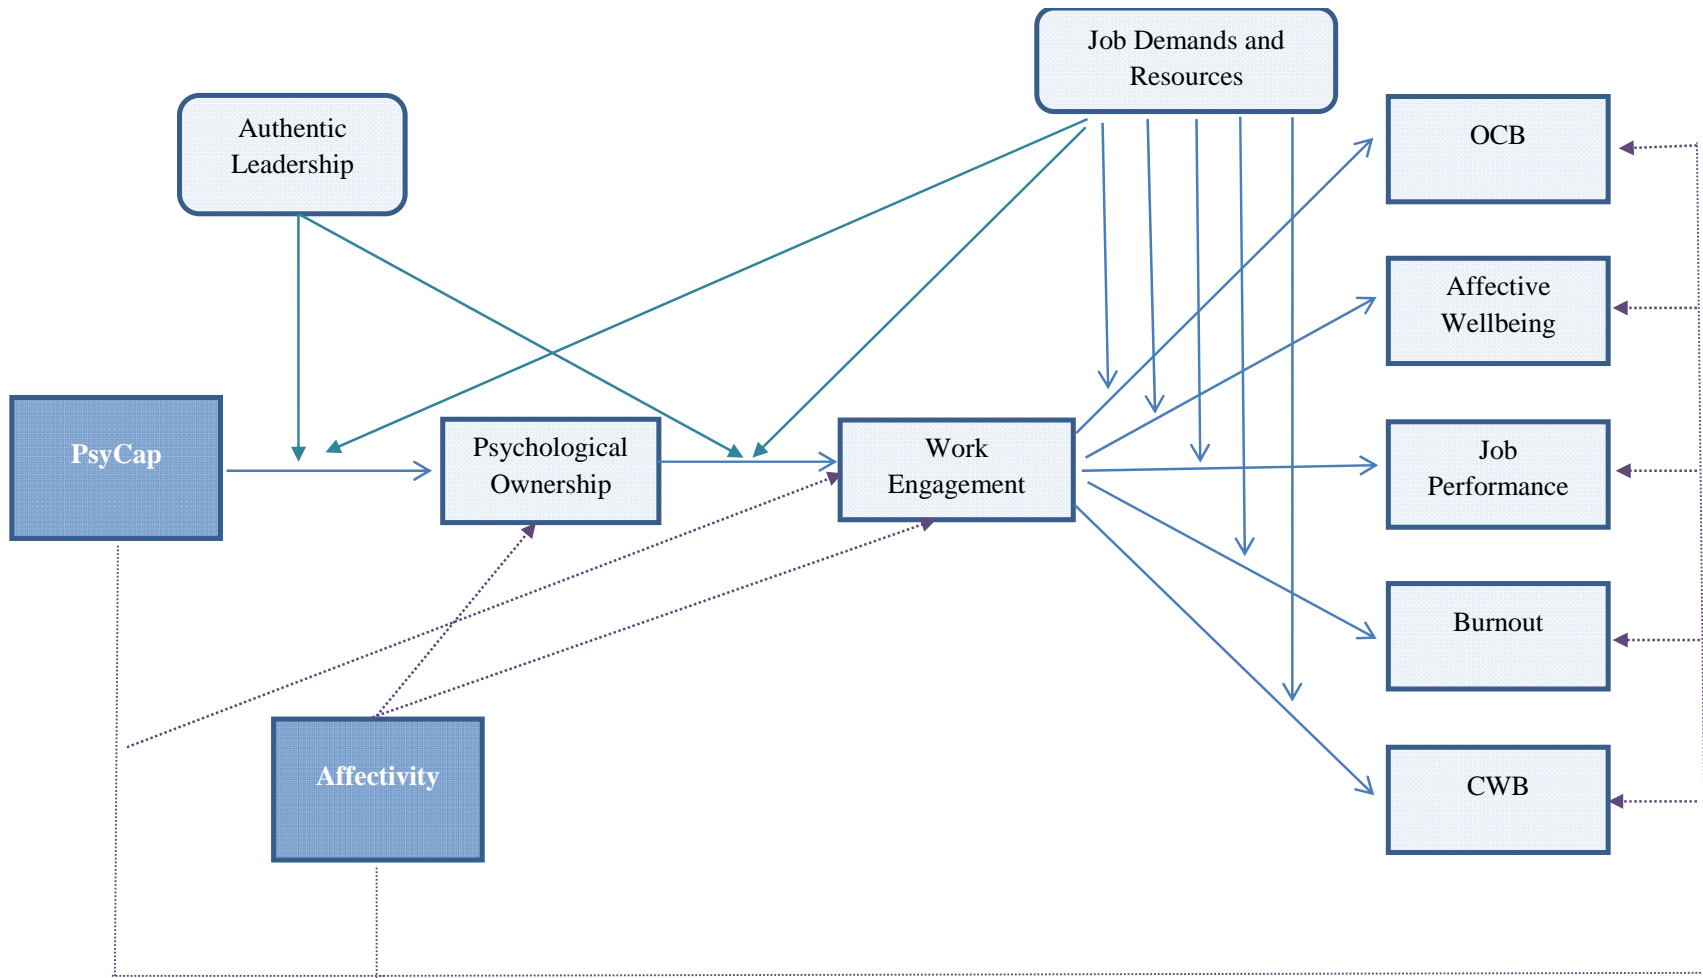 Job Demands and
Resources
Authentic
Leadership
OCB
Affective
Wellbeing
PsyCap
Psychological
Ownership
Work
Engagement
Job
Performance
Burnout
Affectivity
CWB